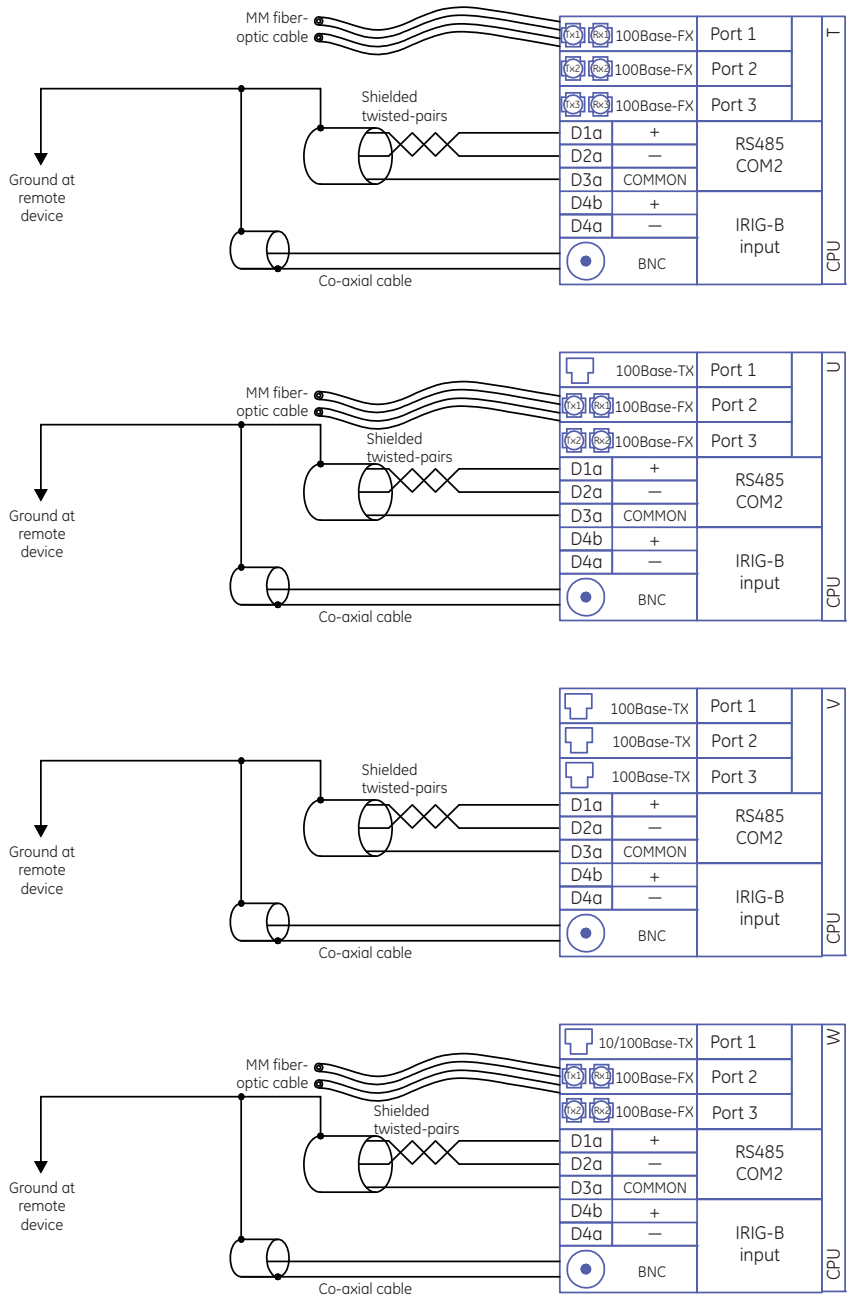 MM fiber-
optic cable
Tx1 Rx1 100Base-FX Port 1 T
Tx2 Rx2 100Base-FX Port 2
Tx3 Rx3 100Base-FX Port 3
Shielded
twisted-pairs
D1a +
D2a —
D3a COMMON
RS485
COM2
Ground at
remote
device
D4b +
D4a —
BNC
IRIG-B
input
CPU
Co-axial cable
100Base-TX Port 1 U
MM fiber-
optic cable
Tx1 Rx1 100Base-FX Port 2
Tx2 Rx2 100Base-FX Port 3
Shielded
twisted-pairs
D1a +
D2a —
D3a COMMON
RS485
COM2
Ground at
remote
device
D4b +
D4a —
BNC
IRIG-B
input
CPU
Co-axial cable
100Base-TX Port 1 V
100Base-TX Port 2
100Base-TX Port 3
Shielded
twisted-pairs
D1a +
D2a —
D3a COMMON
RS485
COM2
Ground at
remote
device
D4b +
D4a —
BNC
IRIG-B
input
CPU
Co-axial cable
10/100Base-TX Port 1 W
MM fiber-
optic cable
Tx1 Rx1 100Base-FX Port 2
Tx2 Rx2 100Base-FX Port 3
Shielded
twisted-pairs
D1a +
D2a —
D3a COMMON
RS485
COM2
Ground at
remote
device
D4b +
D4a —
BNC
IRIG-B
input
CPU
Co-axial cable